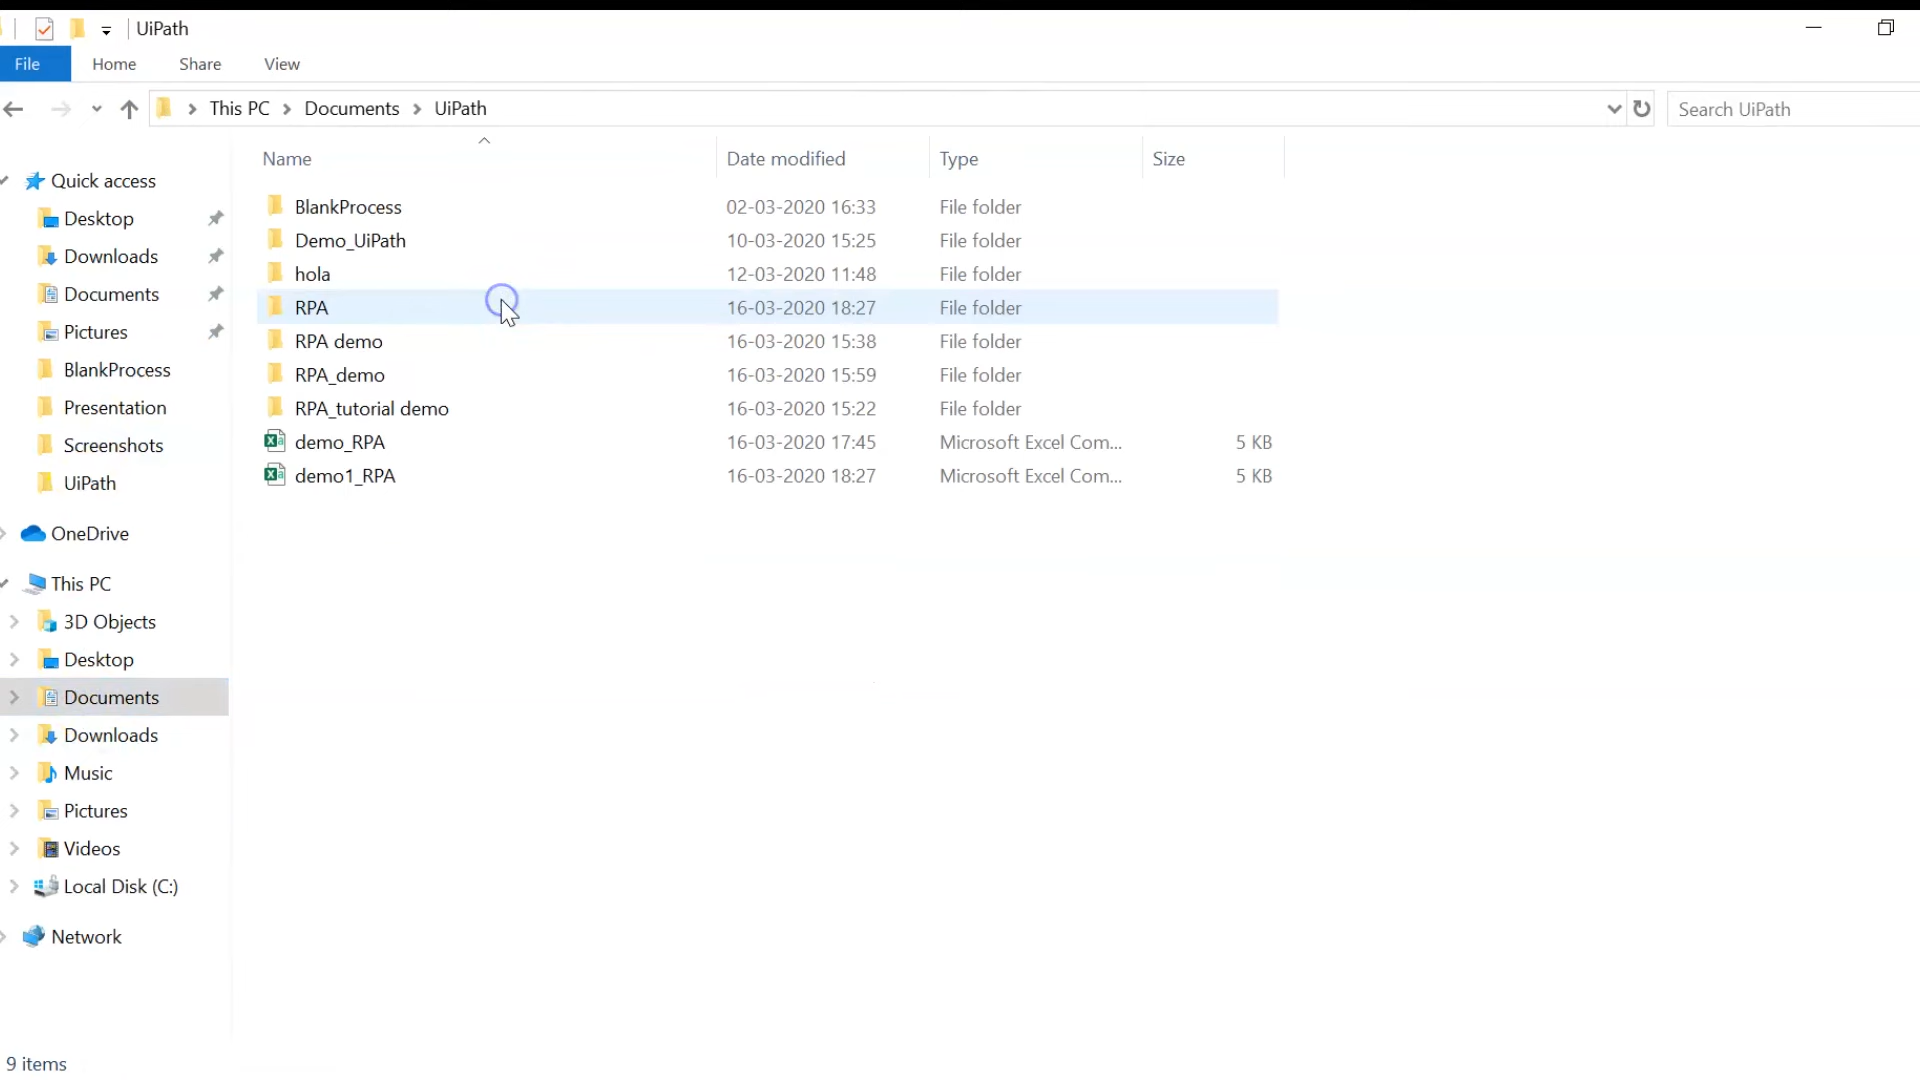 UiPath
File Home Share View
This PC Documents UiPath Search UiPath
Name Date modified Type Size
Quick access
Desktop
Downloads
Documents
Pictures
BlankProcess
Presentation
Screenshots
UiPath
OneDrive
This PC
3D Objects
Desktop
Documents
Downloads
Music
Pictures
Videos
Local Disk (C:)
Network
BlankProcess 02-03-2020 16:33 File folder
Demo_UiPath 10-03-2020 15:25 File folder
hola 12-03-2020 11:48 File folder
RPA 16-03-2020 18:27 File folder
RPA demo 16-03-2020 15:38 File folder
RPA_demo 16-03-2020 15:59 File folder
RPA_tutorial demo 16-03-2020 15:22 File folder
demo_RPA 16-03-2020 17:45 Microsoft Excel Com... 5 KB
demo1_RPA 16-03-2020 18:27 Microsoft Excel Com... 5 KB
9 items